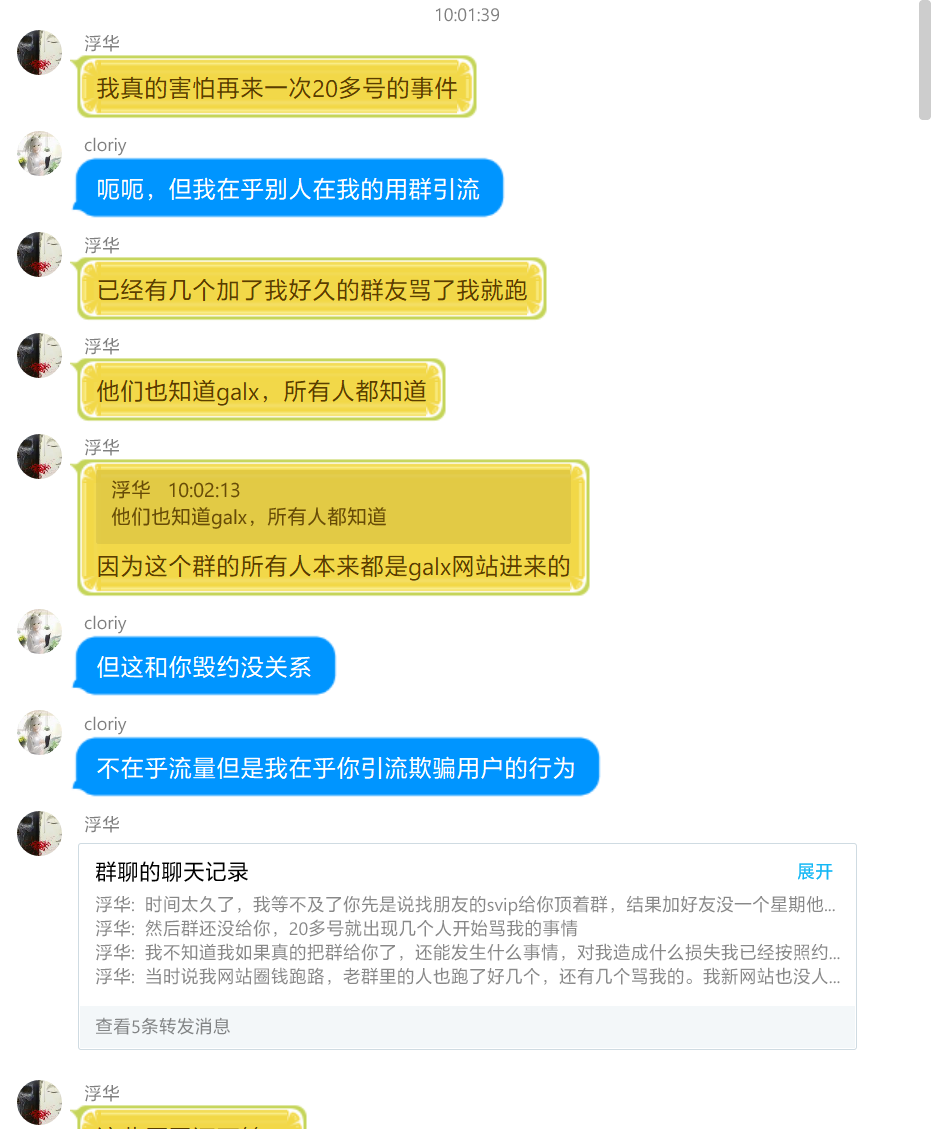 10:01:39
浮华
我真的害怕再来一次20多号的事件
cloriy
呃呃，但我在乎别人在我的用群引流
浮华
已经有几个加了我好久的群友骂了我就跑
浮华
他们也知道galx，所有人都知道
浮华
浮华 10:02:13
他们也知道galx，所有人都知道
因为这个群的所有人本来都是galx网站进来的
cloriy
但这和你毁约没关系
cloriy
不在乎流量但是我在乎你引流欺骗用户的行为
浮华
群聊的聊天记录
展开
浮华: 时间太久了，我等不及了你先是说找朋友的svip给你顶着群，结果加好友没一个星期他...
浮华: 然后群还没给你，20多号就出现几个人开始骂我的事情
浮华: 我不知道我如果真的把群给你了，还能发生什么事情，对我造成什么损失我已经按照约...
浮华: 当时说我网站圈钱跑路，老群里的人也跑了好几个，还有几个骂我的。我新网站也没人...
查看5条转发消息
浮华